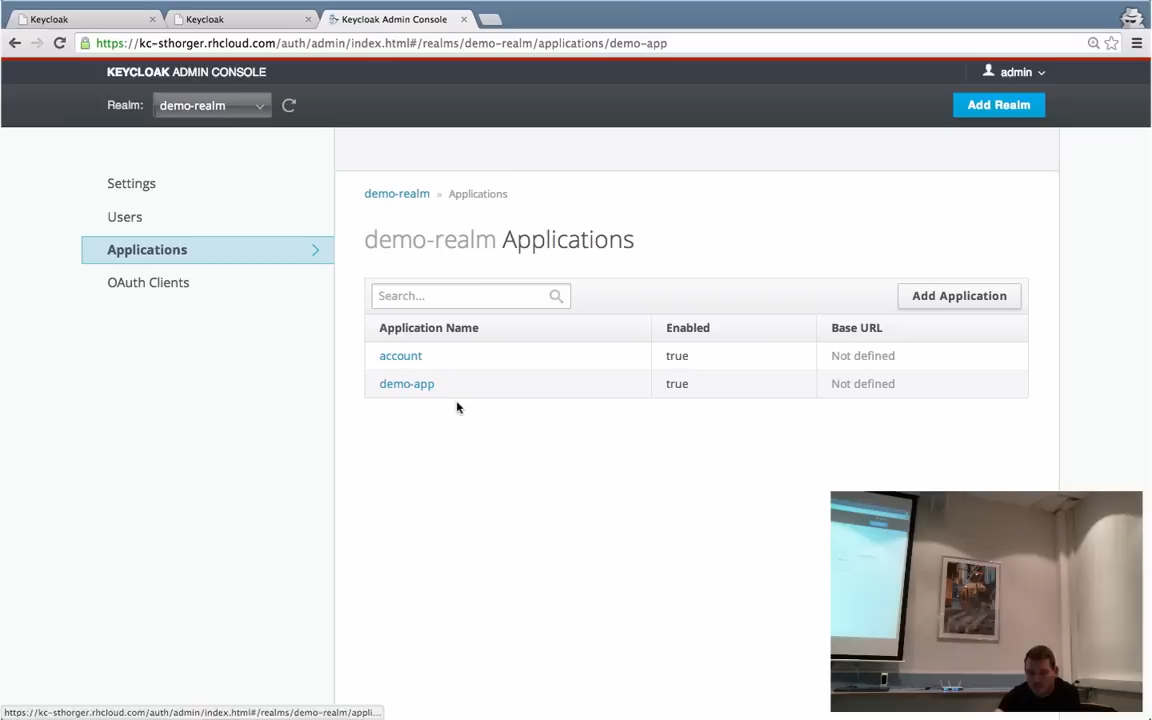 Keycloak
Keycloak
Keycloak Admin Console
https://kc-sthorger.rhcloud.com/auth/admin/index.html#/realms/demo-realm/applications/demo-app
KEYCLOAK ADMIN CONSOLE
admin
Realm:
demo-realm
Add Realm
Settings
Users
Applications
OAuth Clients
demo-realm » Applications
demo-realm Applications
Search...
Add Application
Application Name Enabled Base URL
account true Not defined
demo-app true Not defined
https://kc-sthorger.rhcloud.com/auth/admin/index.html#/realms/demo-realm/appli...